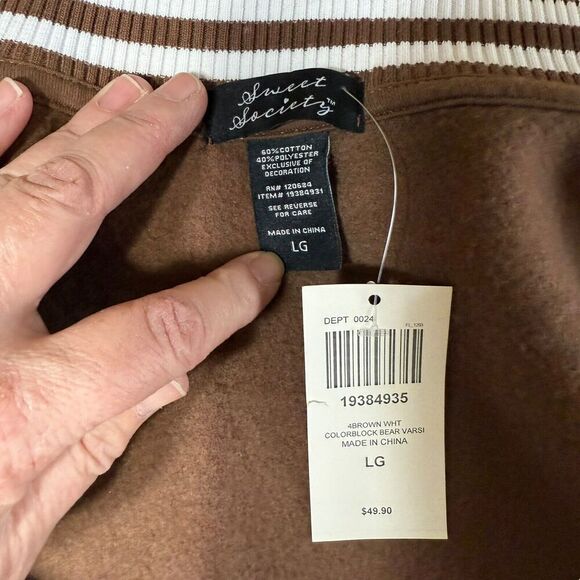 Sweet
Society™
60% COTTON
40% POLYESTER
EXCLUSIVE OF
DECORATION
RN# 120684
ITEM# 19384931
SEE REVERSE
FOR CARE
MADE IN CHINA
LG
DEPT 0024
19384935
4BROWN WHT
COLORBLOCK BEAR VARSI
MADE IN CHINA
LG
$49.90